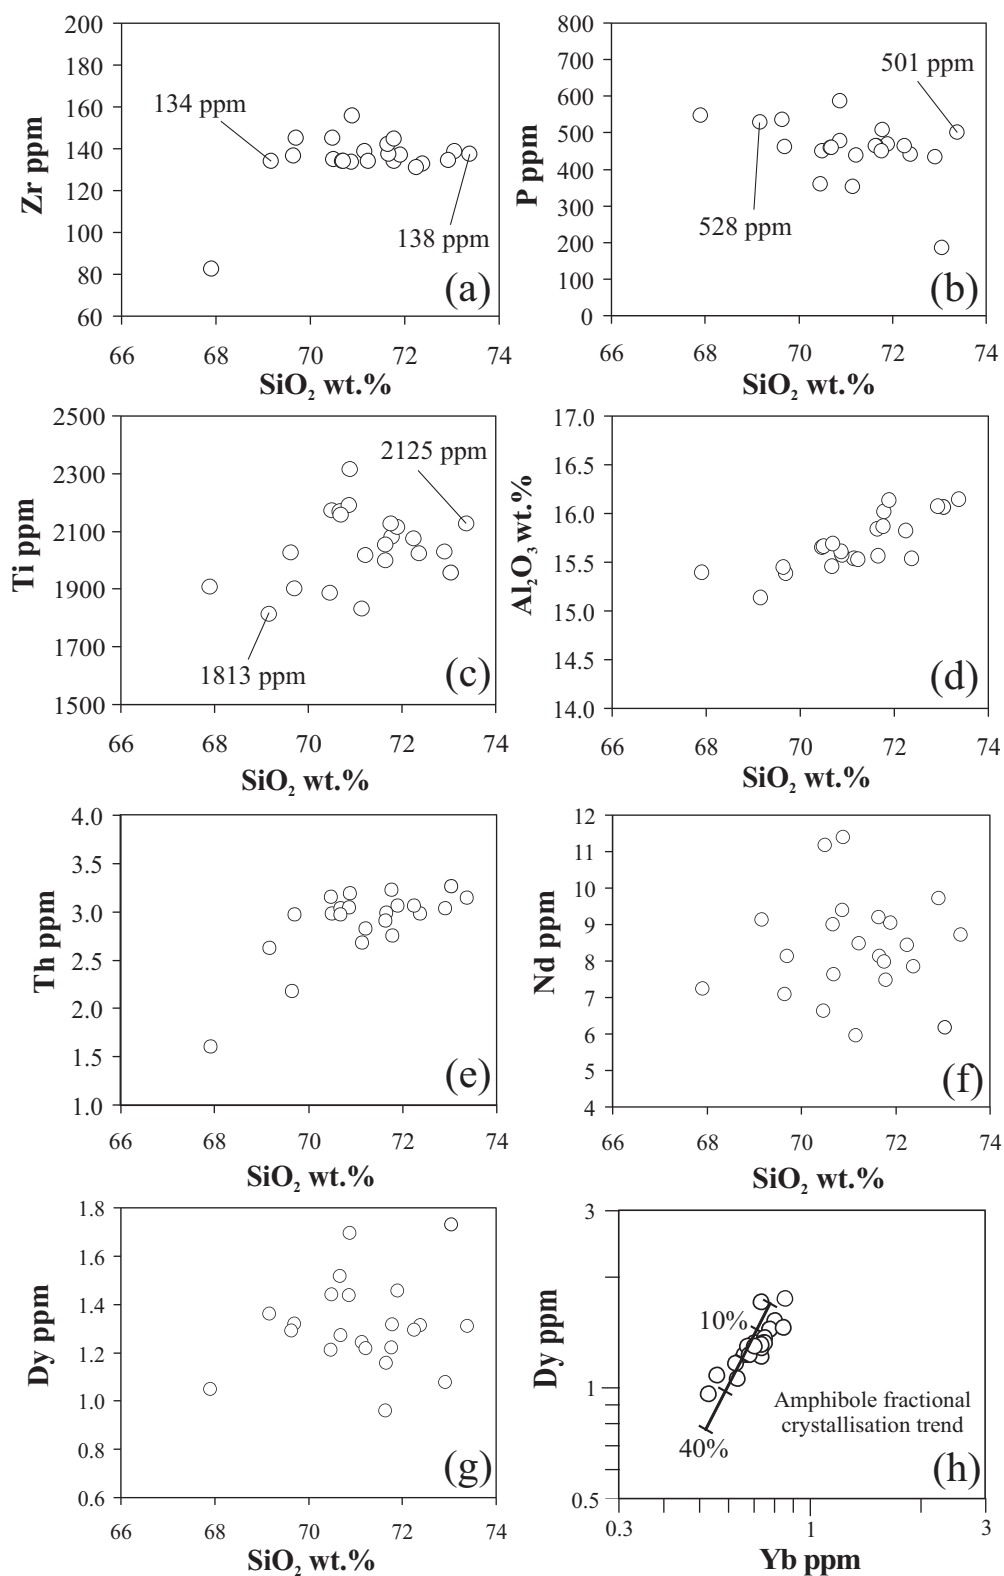 200
180
160
140
120
100
80
60
Zr ppm
134 ppm
138 ppm
(a)
66 68 70 72 74
SiO₂ wt.%
800
700
600
500
400
300
200
100
0
P ppm
501 ppm
528 ppm
(b)
66 68 70 72 74
SiO₂ wt.%
2500
2300
2100
1900
1700
1500
Ti ppm
2125 ppm
1813 ppm
(c)
66 68 70 72 74
SiO₂ wt.%
17.0
16.5
16.0
15.5
15.0
14.5
14.0
Al₂O₃ wt.%
(d)
66 68 70 72 74
SiO₂ wt.%
4.0
3.5
3.0
2.5
2.0
1.5
1.0
Th ppm
(e)
66 68 70 72 74
SiO₂ wt.%
12
11
10
9
8
7
6
5
4
Nd ppm
(f)
66 68 70 72 74
SiO₂ wt.%
1.8
1.6
1.4
1.2
1.0
0.8
0.6
Dy ppm
(g)
66 68 70 72 74
SiO₂ wt.%
3
1
0.5
Dy ppm
10%
40%
Amphibole fractional
crystallisation trend
(h)
0.3 1 3
Yb ppm